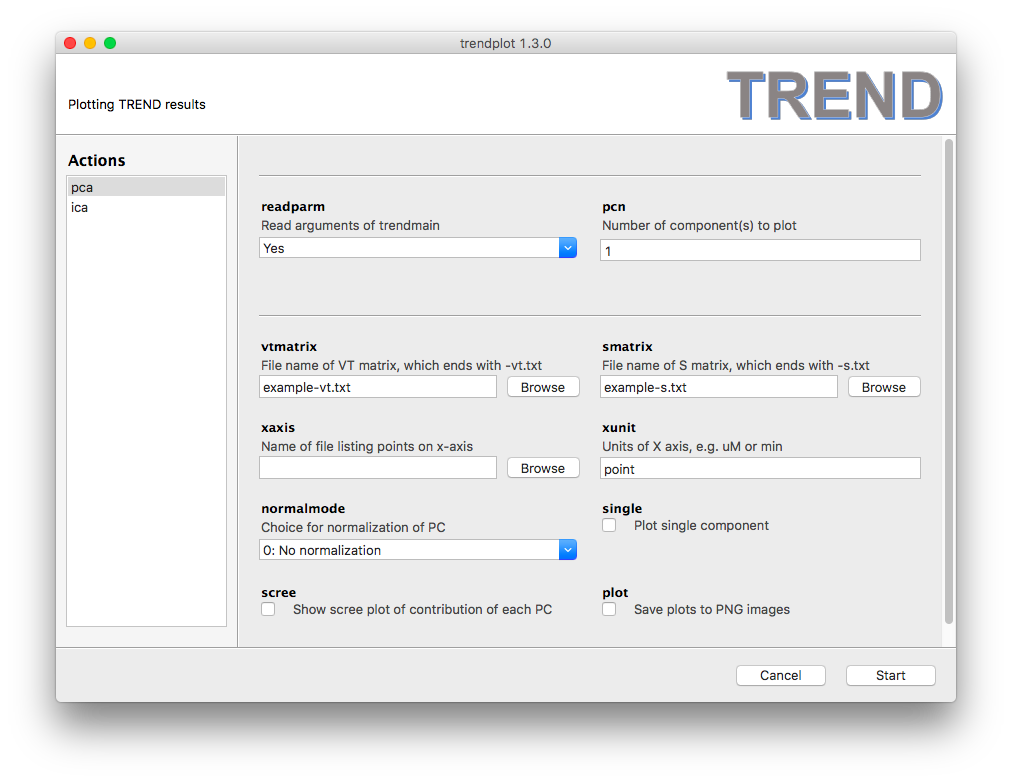 trendplot 1.3.0
Plotting TREND results
TREND
Actions
pca
ica
readparm
Read arguments of trendmain
Yes
pcn
Number of component(s) to plot
1
vtmatrix
File name of VT matrix, which ends with -vt.txt
example-vt.txt
Browse
smatrix
File name of S matrix, which ends with -s.txt
example-s.txt
Browse
xaxis
Name of file listing points on x-axis
Browse
xunit
Units of X axis, e.g. uM or min
point
normalmode
Choice for normalization of PC
0: No normalization
single
Plot single component
scree
Show scree plot of contribution of each PC
plot
Save plots to PNG images
Cancel
Start